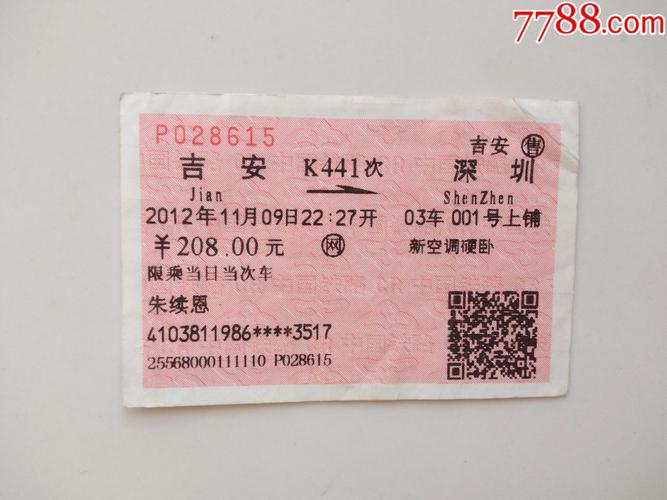 7788.com
P028615
吉安 售
吉安 K441次 深圳
Jian ShenZhen
2012年11月09日22:27开 03车001号上铺
￥208.00元 网 新空调硬卧
限乘当日当次车
朱续恩
4103811986****3517
25568000111110 P028615